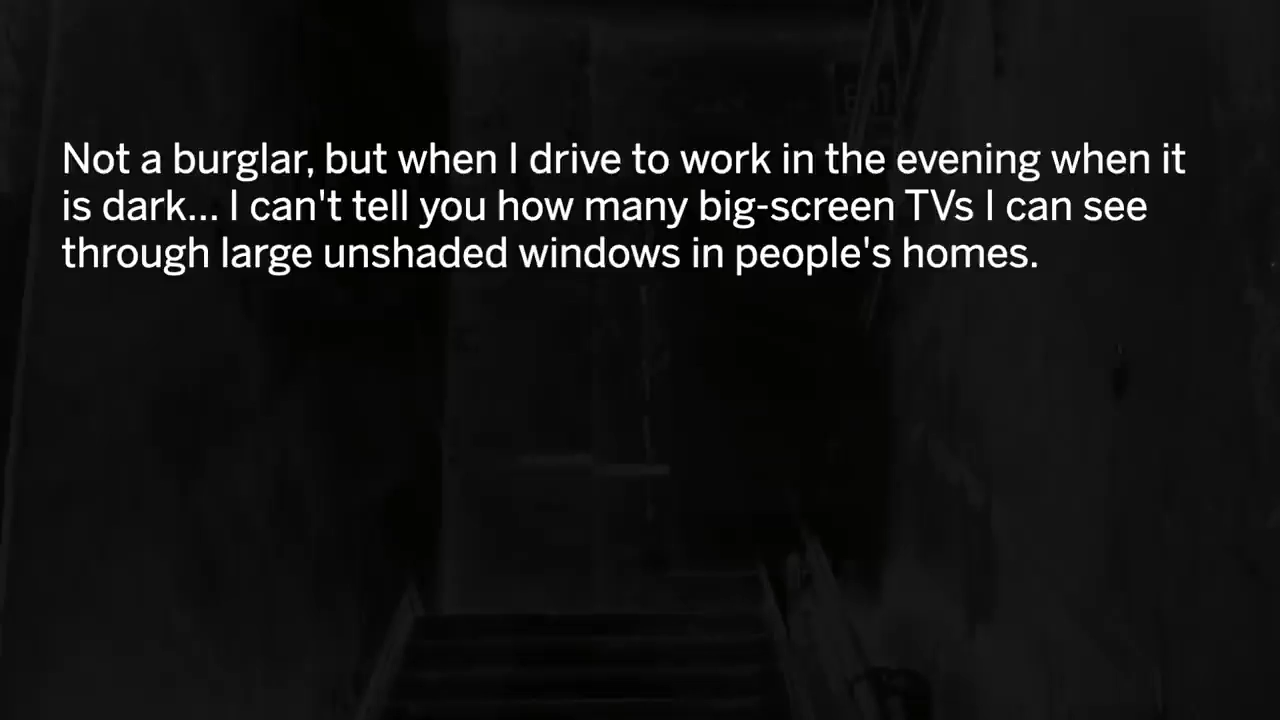 Not a burglar, but when I drive to work in the evening when it
is dark... I can't tell you how many big-screen TVs I can see
through large unshaded windows in people's homes.